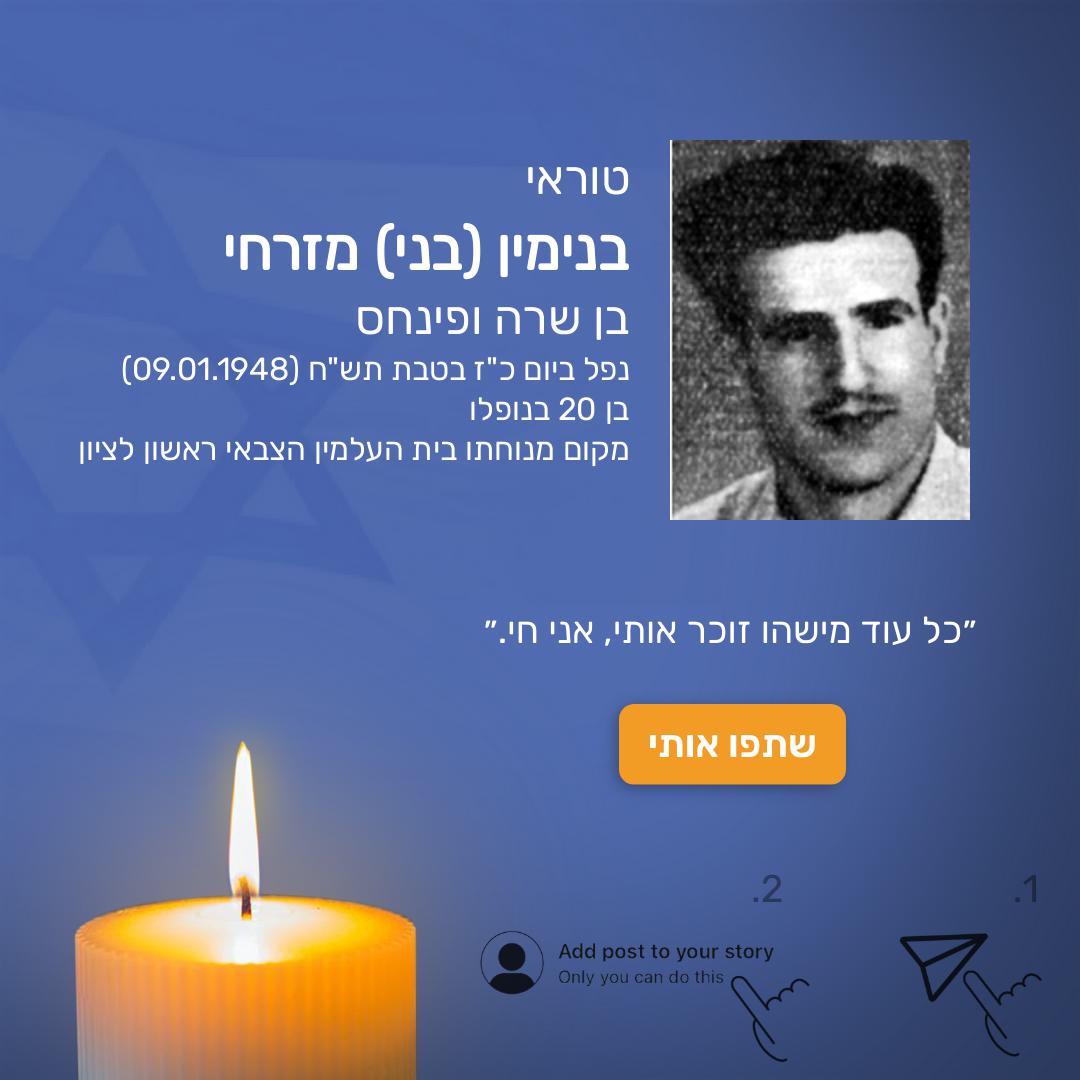 טוראי
בנימין (בני) מזרחי
בן שרה ופינחס
נפל ביום כ"ז בטבת תש"ח (09.01.1948)
בן 20 בנופלו
מקום מנוחתו בית העלמין הצבאי ראשון לציון
״כל עוד מישהו זוכר אותי, אני חי.״
שתפו אותי
1.
2.
Add post to your story
Only you can do this